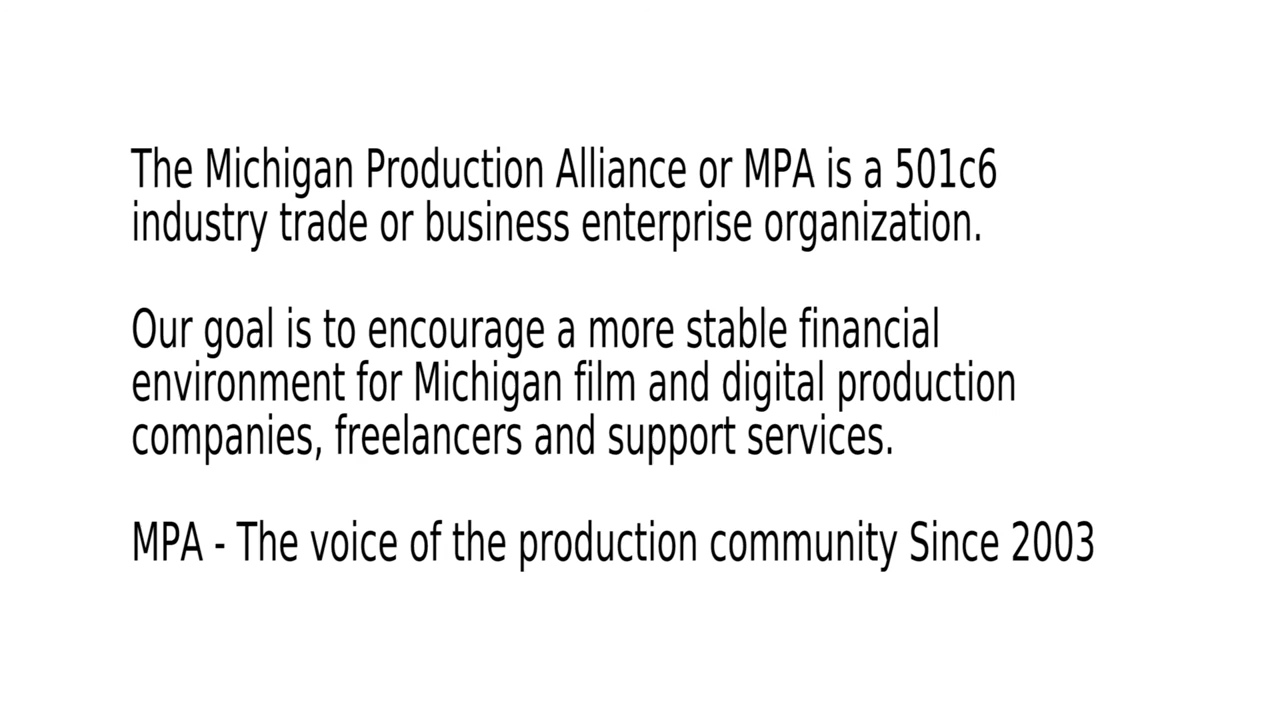 The Michigan Production Alliance or MPA is a 501c6
industry trade or business enterprise organization.
Our goal is to encourage a more stable financial
environment for Michigan film and digital production
companies, freelancers and support services.
MPA - The voice of the production community Since 2003